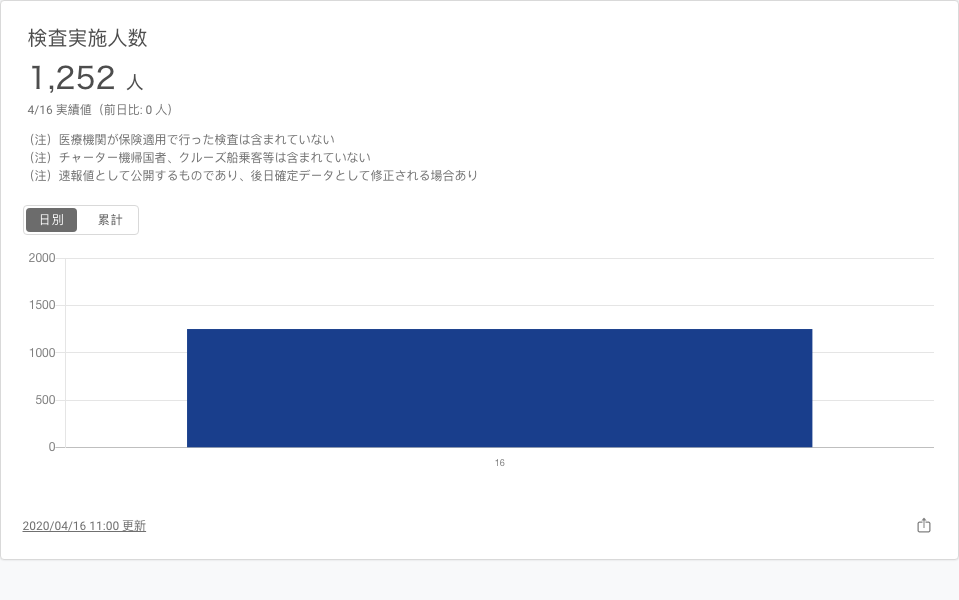 検査実施人数
1,252 人
4/16 実績値（前日比: 0 人）
（注）医療機関が保険適用で行った検査は含まれていない
（注）チャーター機帰国者、クルーズ船乗客等は含まれていない
（注）速報値として公開するものであり、後日確定データとして修正される場合あり
日別 累計
2000
1500
1000
500
0
16
2020/04/16 11:00 更新